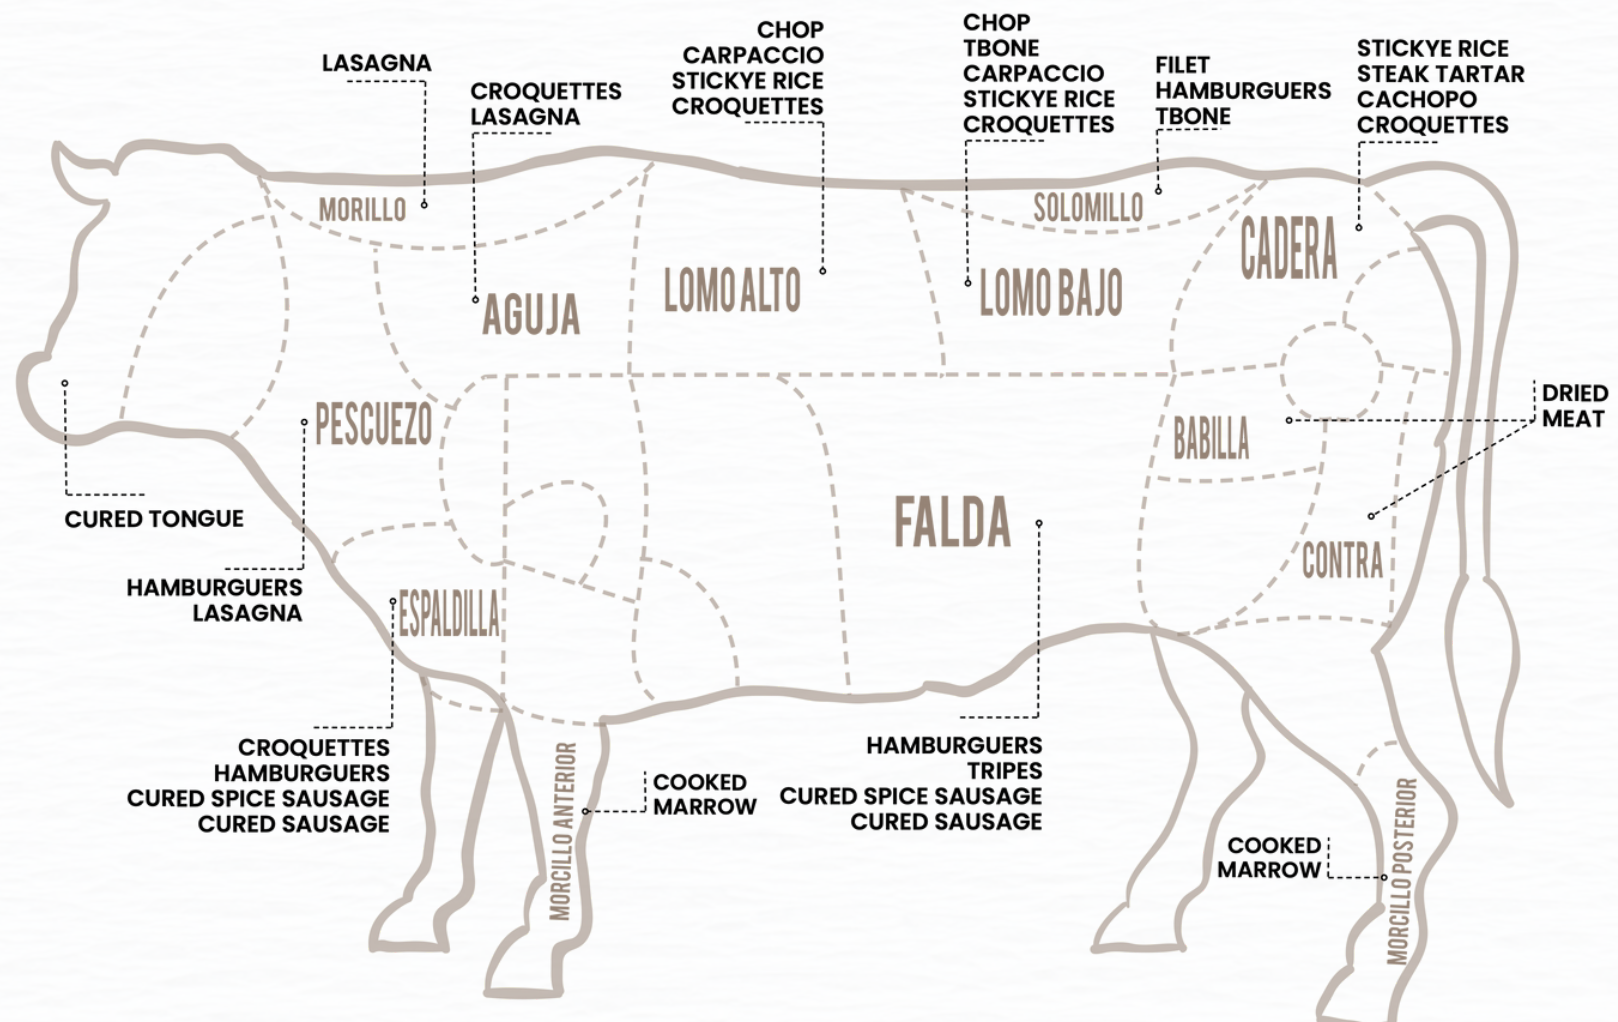 LASAGNA
CROQUETTES
LASAGNA
CHOP
CARPACCIO
STICKYE RICE
CROQUETTES
CHOP
TBONE
CARPACCIO
STICKYE RICE
CROQUETTES
FILET
HAMBURGUERS
TBONE
STICKYE RICE
STEAK TARTAR
CACHOPO
CROQUETTES
MORILLO
SOLOMILLO
CADERA
AGUJA
LOMO ALTO
LOMO BAJO
PESCUEZO
BABILLA
DRIED
MEAT
CURED TONGUE
FALDA
CONTRA
HAMBURGUERS
LASAGNA
ESPALDILLA
CROQUETTES
HAMBURGUERS
CURED SPICE SAUSAGE
CURED SAUSAGE
MORCILLO ANTERIOR
COOKED
MARROW
HAMBURGUERS
TRIPES
CURED SPICE SAUSAGE
CURED SAUSAGE
COOKED
MARROW
MORCILLO POSTERIOR